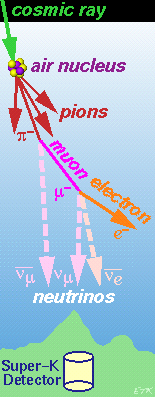 cosmic ray
air nucleus
pions
π⁻
muon
electron
μ⁻
e⁻
ν̅μ νμ ν̅e
neutrinos
Super-K
Detector